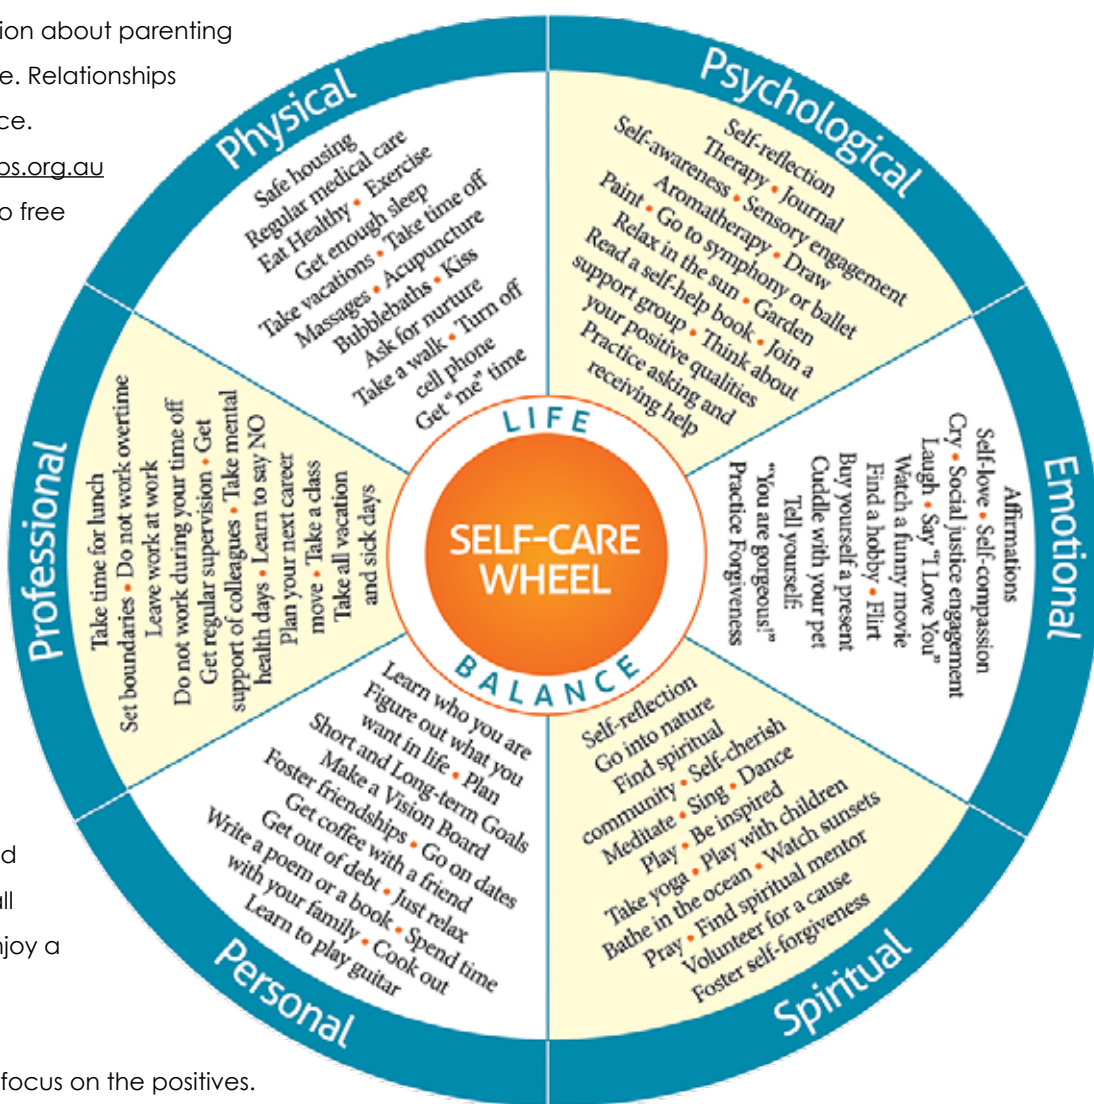 ion about parenting
e. Relationships
ce.
os.org.au
o free
d
all
njoy a
focus on the positives.
Physical
Safe housing
Regular medical care
Eat Healthy • Exercise
Get enough sleep
Take vacations • Take time off
Massages • Acupuncture
Bubblebaths • Kiss
Ask for nurture
Take a walk • Turn off
cell phone
Get "me" time
Psychological
Self-reflection
Therapy • Journal
Self-awareness • Sensory engagement
Aromatherapy • Draw
Paint • Go to symphony or ballet
Relax in the sun • Garden
Read a self-help book • Join a
support group • Think about
your positive qualities
Practice asking and
receiving help
Emotional
Affirmations
Self-love • Self-compassion
Cry • Social justice engagement
Laugh • Say "I Love You"
Watch a funny movie
Find a hobby • Flirt
Buy yourself a present
Cuddle with your pet
Tell yourself:
"You are gorgeous!"
Practice Forgiveness
Spiritual
Self-reflection
Go into nature
Find spiritual
community • Self-cherish
Meditate • Sing • Dance
Play • Be inspired
Take yoga • Play with children
Bathe in the ocean • Watch sunsets
Pray • Find spiritual mentor
Volunteer for a cause
Foster self-forgiveness
Personal
Learn who you are
Figure out what you
want in life • Plan
Short and Long-term Goals
Make a Vision Board
Foster friendships • Go on dates
Get coffee with a friend
Get out of debt • Just relax
Write a poem or a book • Spend time
with your family • Cook out
Learn to play guitar
Professional
Take time for lunch
Set boundaries • Do not work overtime
Leave work at work
Do not work during your time off
Get regular supervision • Get
support of colleagues • Take mental
health days • Learn to say NO
Plan your next career
move • Take a class
Take all vacation
and sick days
LIFE
SELF-CARE
WHEEL
BALANCE